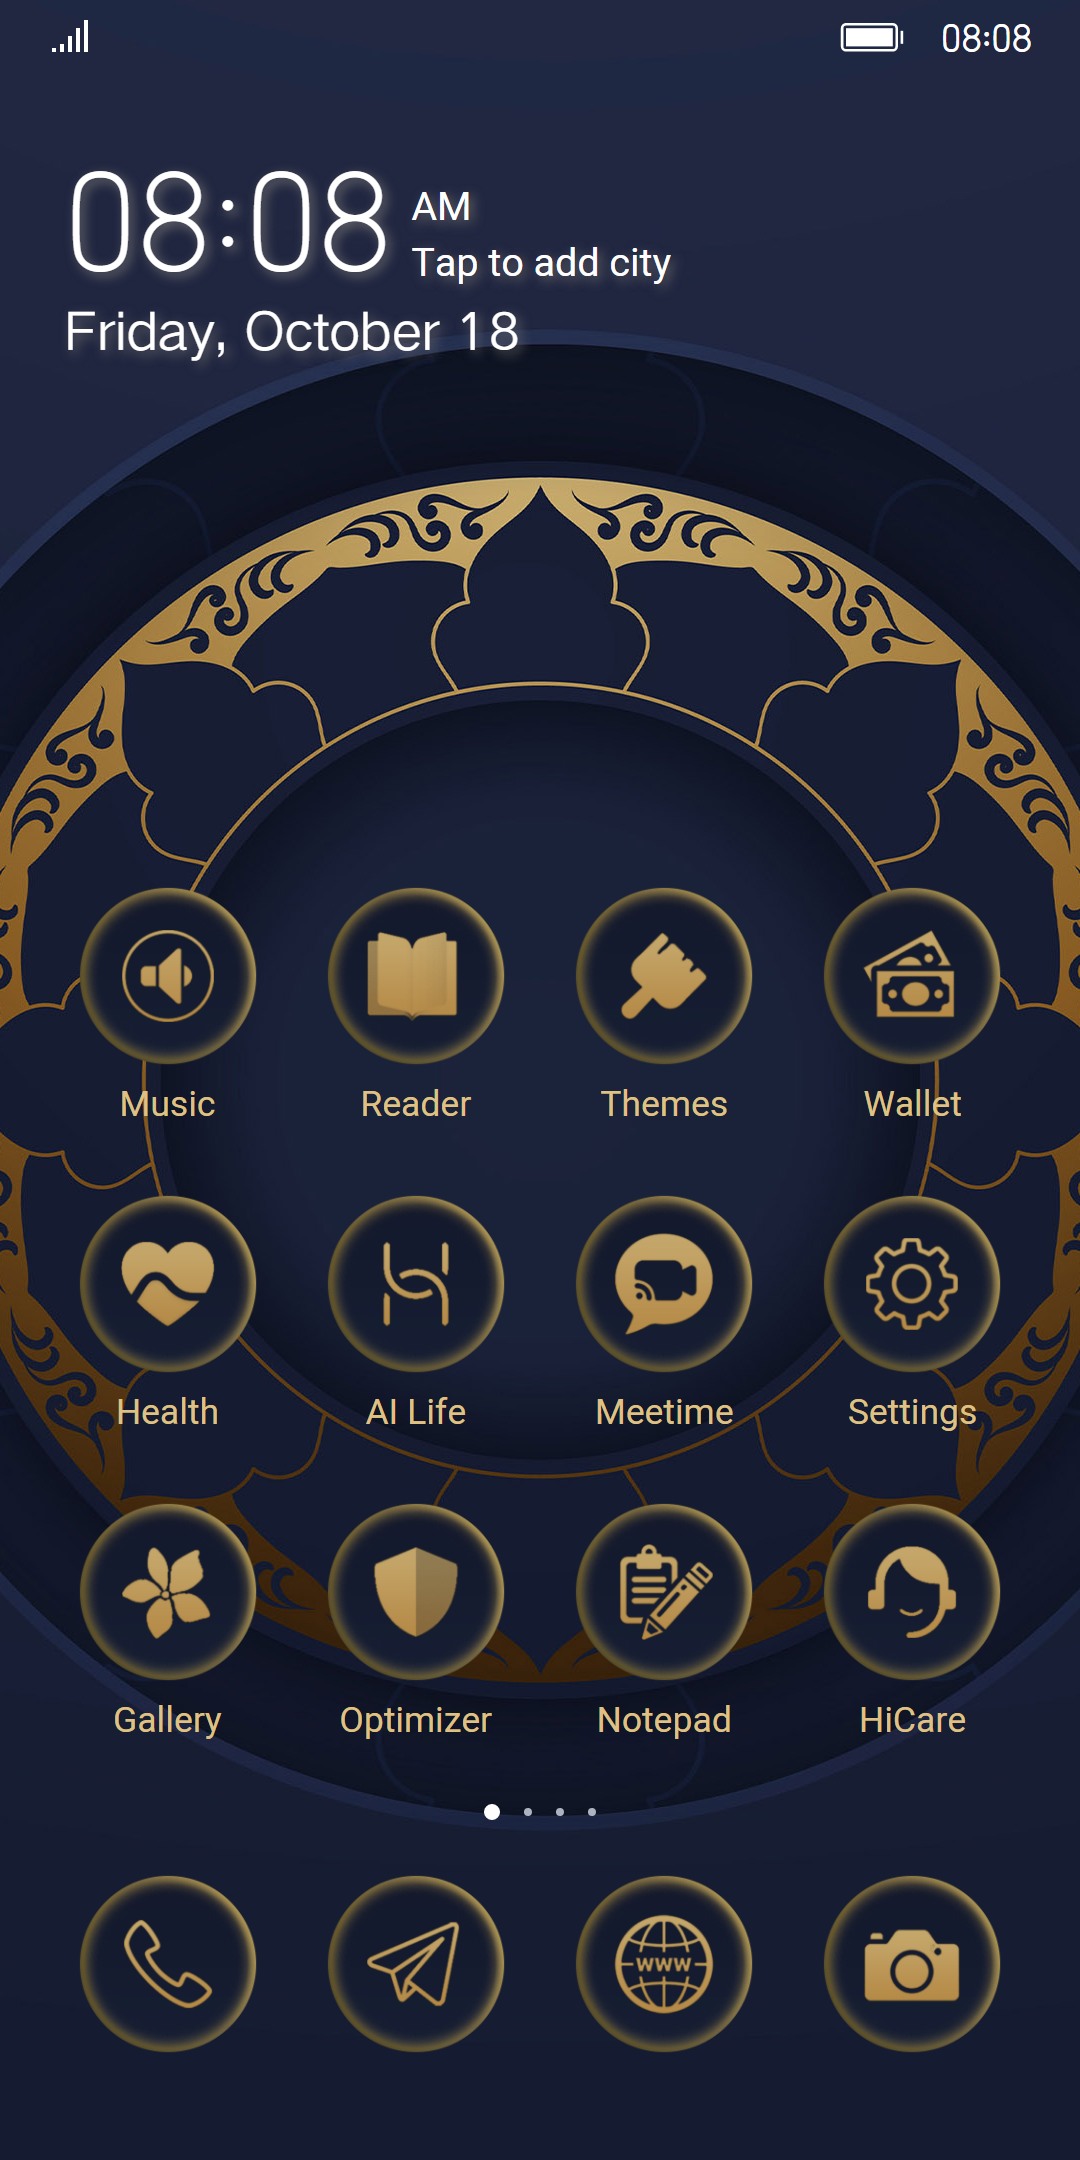 08:08
08:08 AM
Tap to add city
Friday, October 18
Music Reader Themes Wallet
Health AI Life Meetime Settings
Gallery Optimizer Notepad HiCare
www